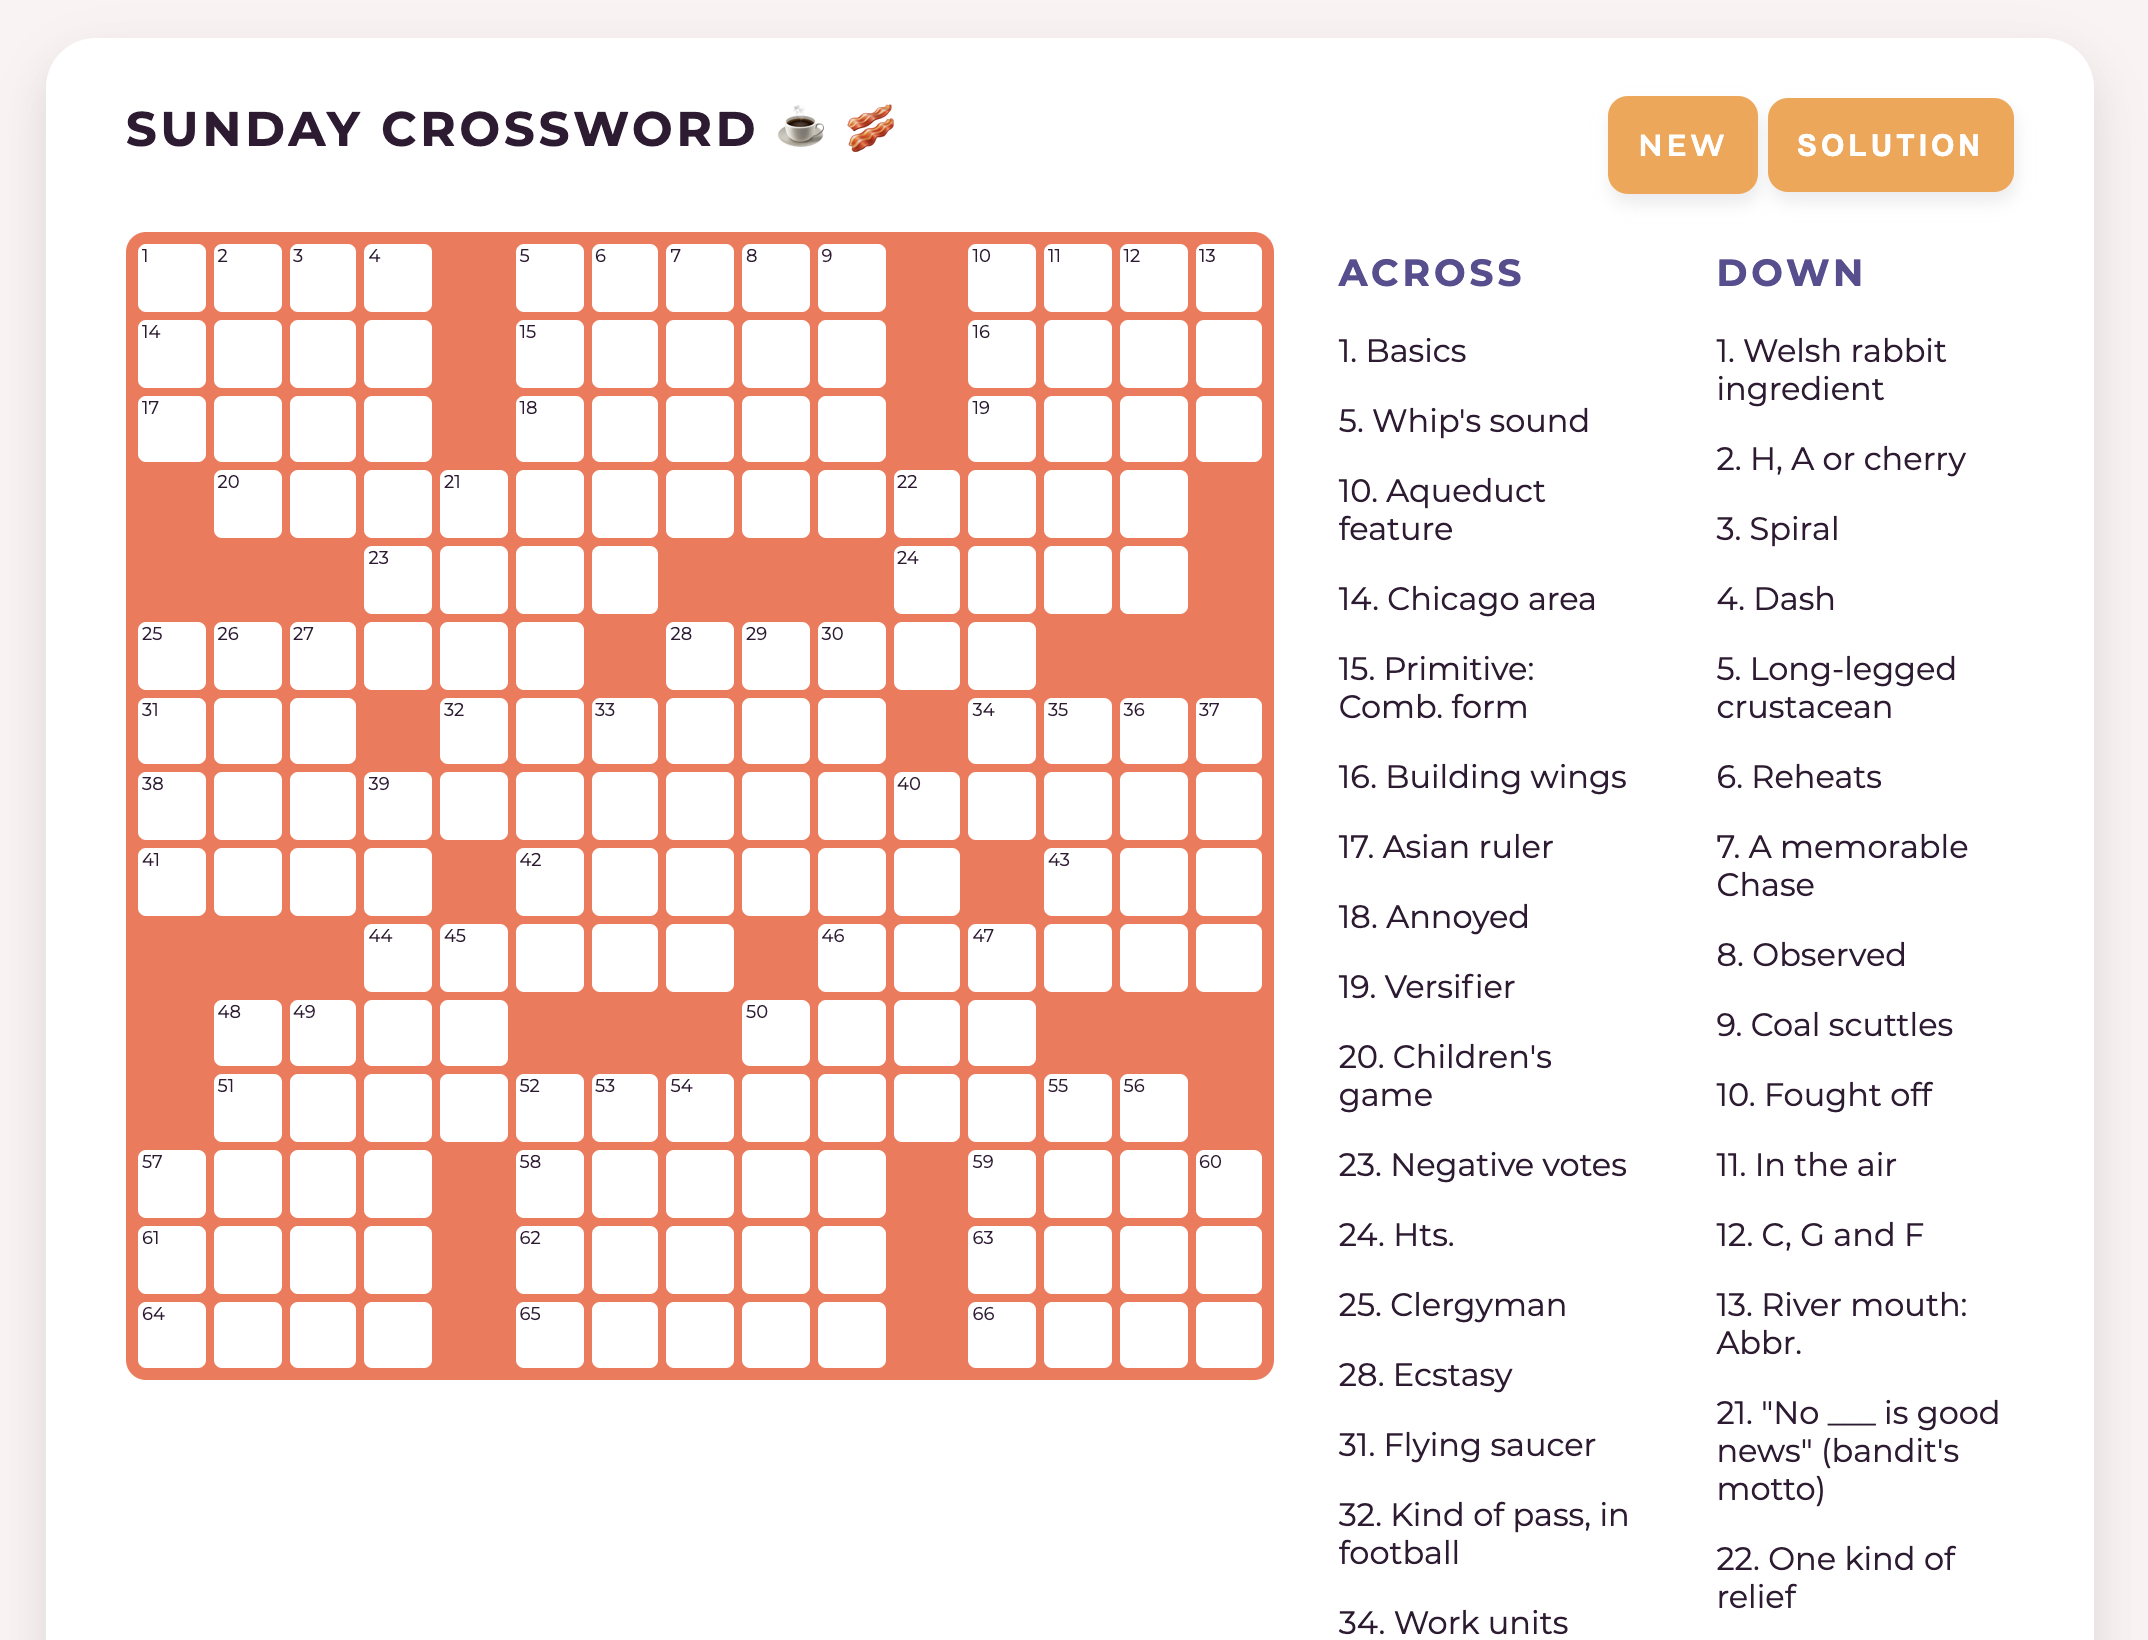 SUNDAY CROSSWORD
NEW
SOLUTION
1 2 3 4 5 6 7 8 9 10 11 12 13
14 15 16
17 18 19
20 21 22
23 24
25 26 27 28 29 30
31 32 33 34 35 36 37
38 39 40
41 42 43
44 45 46 47
48 49 50
51 52 53 54 55 56
57 58 59 60
61 62 63
64 65 66
ACROSS
1. Basics
5. Whip's sound
10. Aqueduct
feature
14. Chicago area
15. Primitive:
Comb. form
16. Building wings
17. Asian ruler
18. Annoyed
19. Versifier
20. Children's
game
23. Negative votes
24. Hts.
25. Clergyman
28. Ecstasy
31. Flying saucer
32. Kind of pass, in
football
34. Work units
DOWN
1. Welsh rabbit
ingredient
2. H, A or cherry
3. Spiral
4. Dash
5. Long-legged
crustacean
6. Reheats
7. A memorable
Chase
8. Observed
9. Coal scuttles
10. Fought off
11. In the air
12. C, G and F
13. River mouth:
Abbr.
21. "No ___ is good
news" (bandit's
motto)
22. One kind of
relief